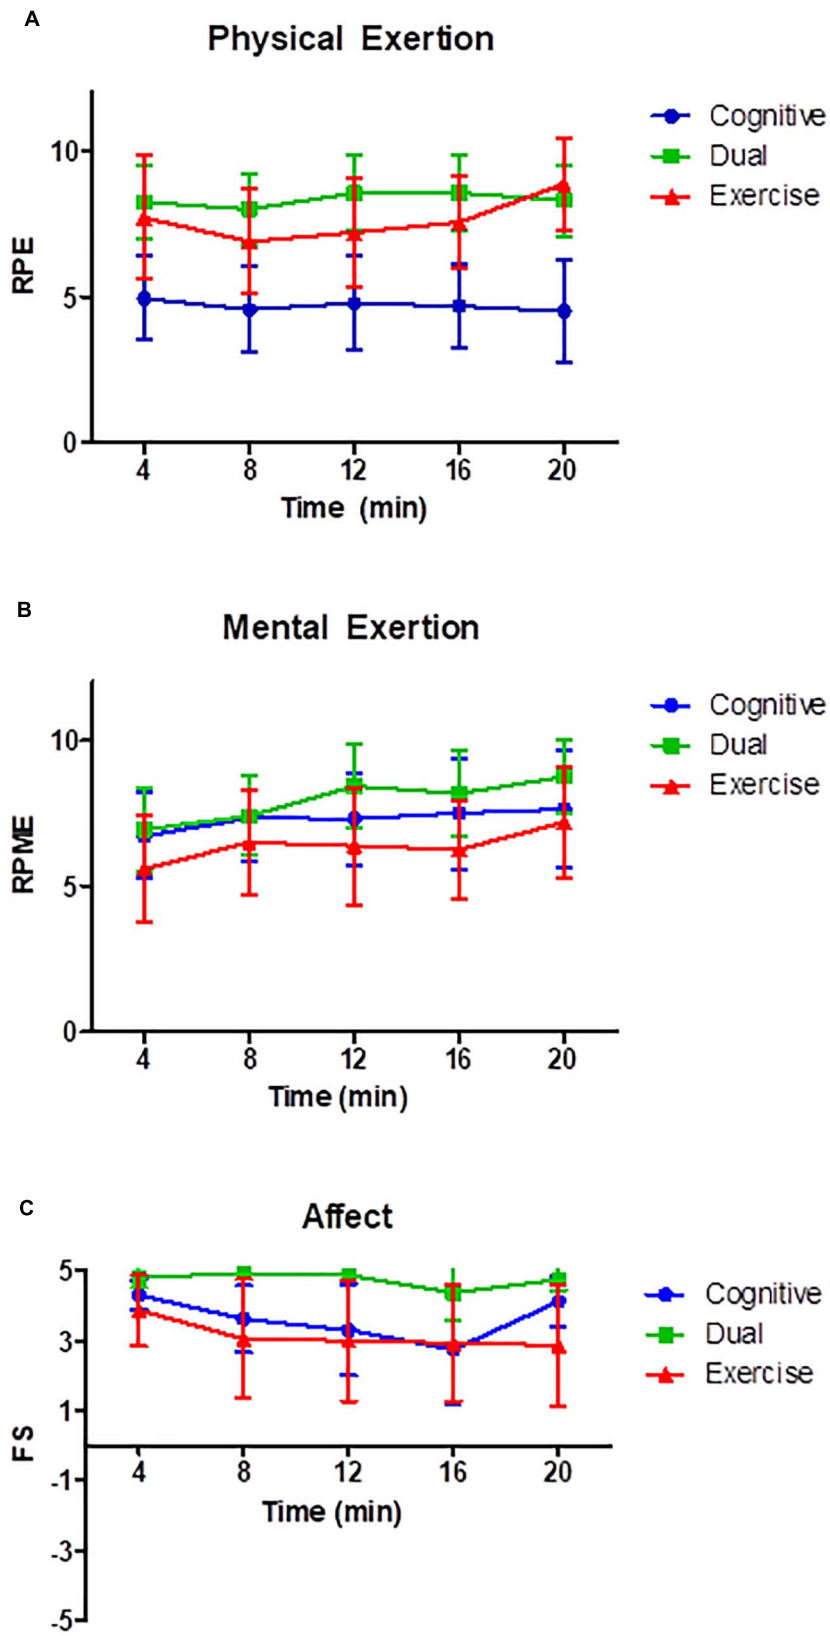 A
Physical Exertion
Cognitive
Dual
Exercise
10
5
0
RPE
4 8 12 16 20
Time (min)
B
Mental Exertion
Cognitive
Dual
Exercise
10
5
0
RPME
4 8 12 16 20
Time (min)
C
Affect
Cognitive
Dual
Exercise
5
3
1
-1
-3
-5
FS
4 8 12 16 20
Time (min)